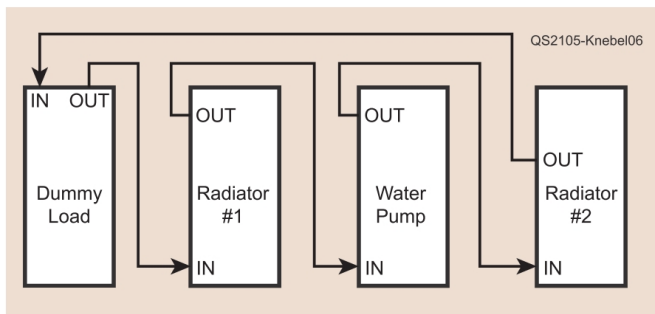 QS2105-Knebel06
IN OUT
Dummy
Load
OUT
Radiator
#1
IN
OUT
Water
Pump
IN
OUT
Radiator
#2
IN